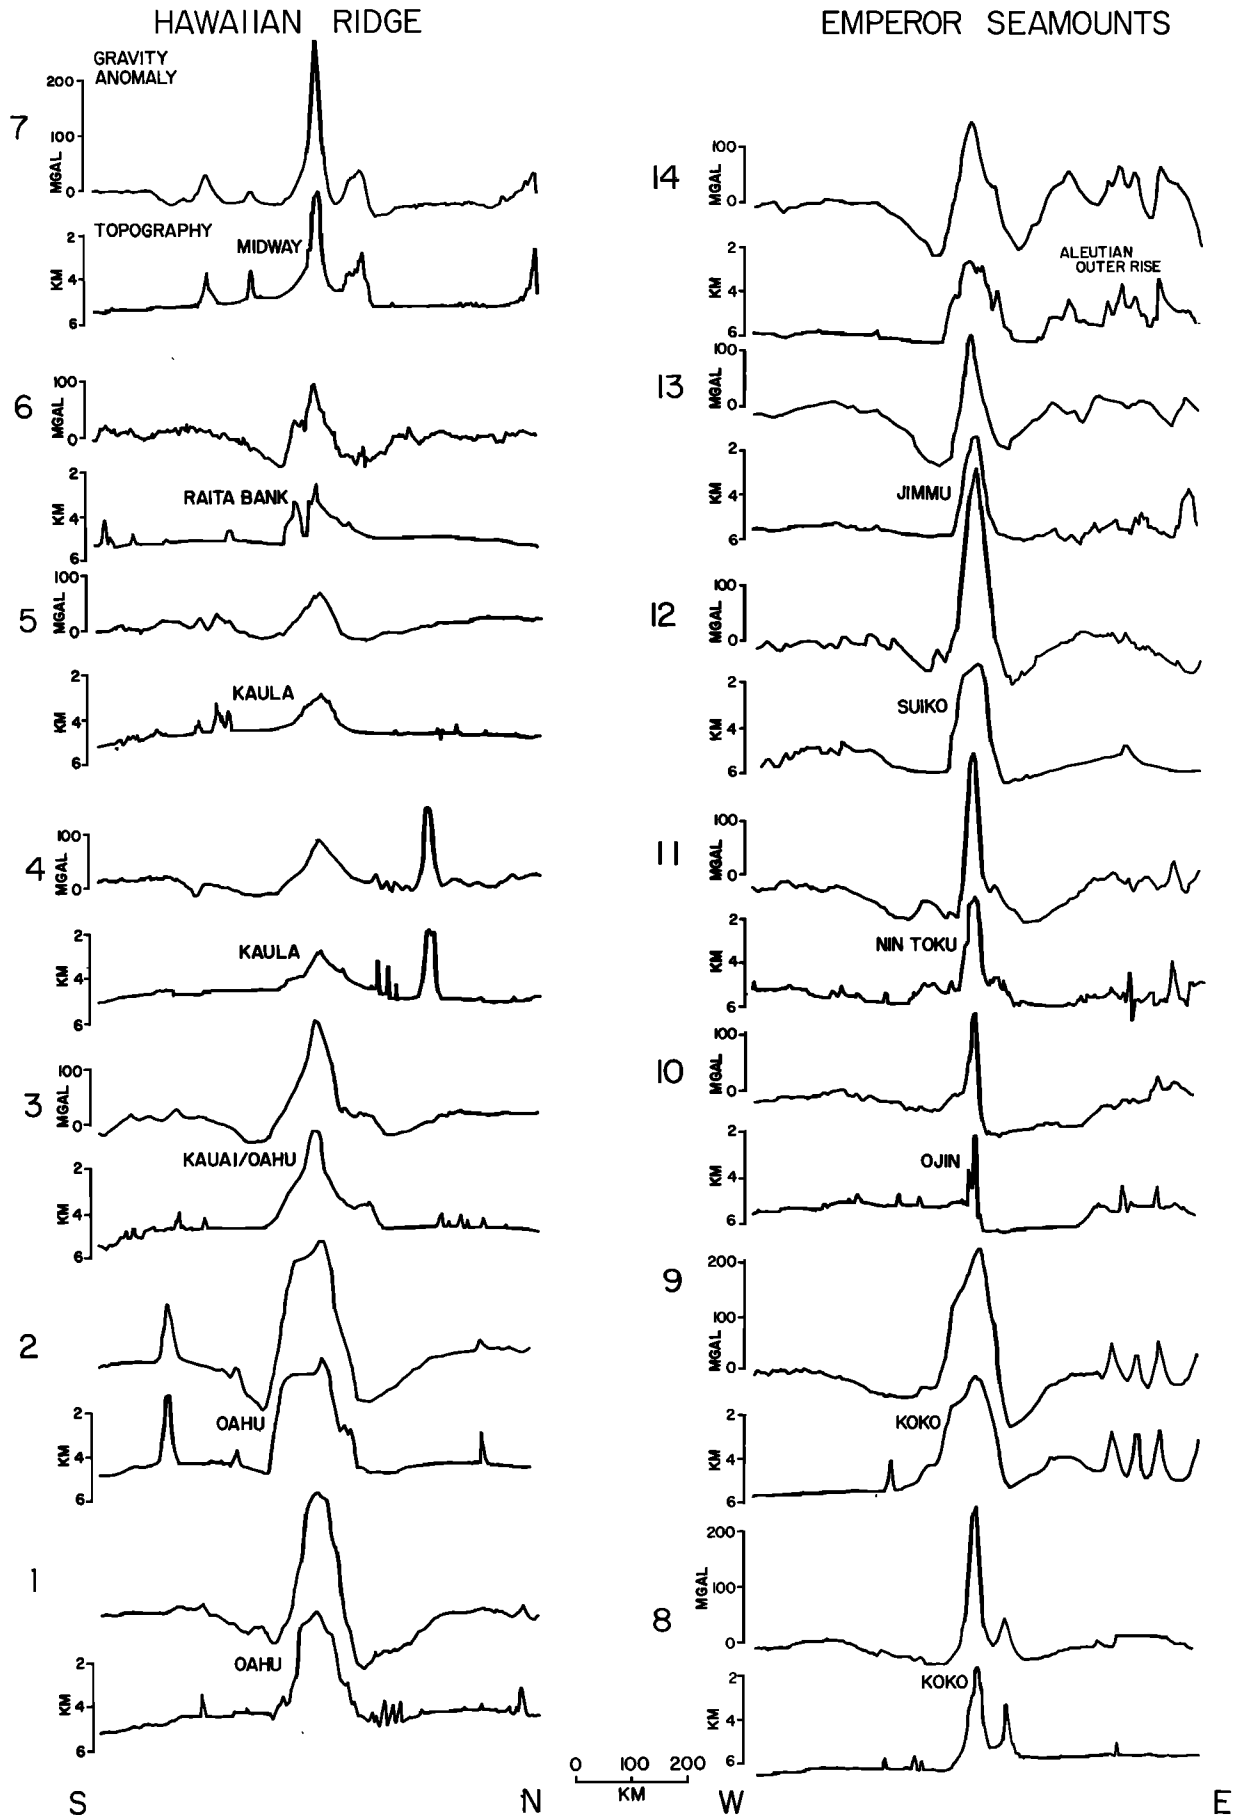 HAWAIIAN RIDGE
GRAVITY
ANOMALY
7
200
100
0
MGAL
TOPOGRAPHY
MIDWAY
2
4
6
KM
6
100
0
MGAL
RAITA BANK
2
4
6
KM
5
100
0
MGAL
KAULA
2
4
6
KM
4
100
0
MGAL
KAULA
2
4
6
KM
3
100
0
MGAL
KAUAI/OAHU
2
4
6
KM
2
OAHU
2
4
6
KM
1
OAHU
2
4
6
KM
S
N
EMPEROR SEAMOUNTS
14
100
0
MGAL
ALEUTIAN
OUTER RISE
2
4
6
KM
13
100
0
MGAL
JIMMU
2
4
6
KM
12
100
0
MGAL
SUIKO
2
4
6
KM
11
100
0
MGAL
NIN TOKU
2
4
6
KM
10
100
0
MGAL
OJIN
2
4
6
KM
9
200
100
0
MGAL
KOKO
2
4
6
KM
8
200
100
0
MGAL
KOKO
2
4
6
KM
0 100 200
KM
W
E